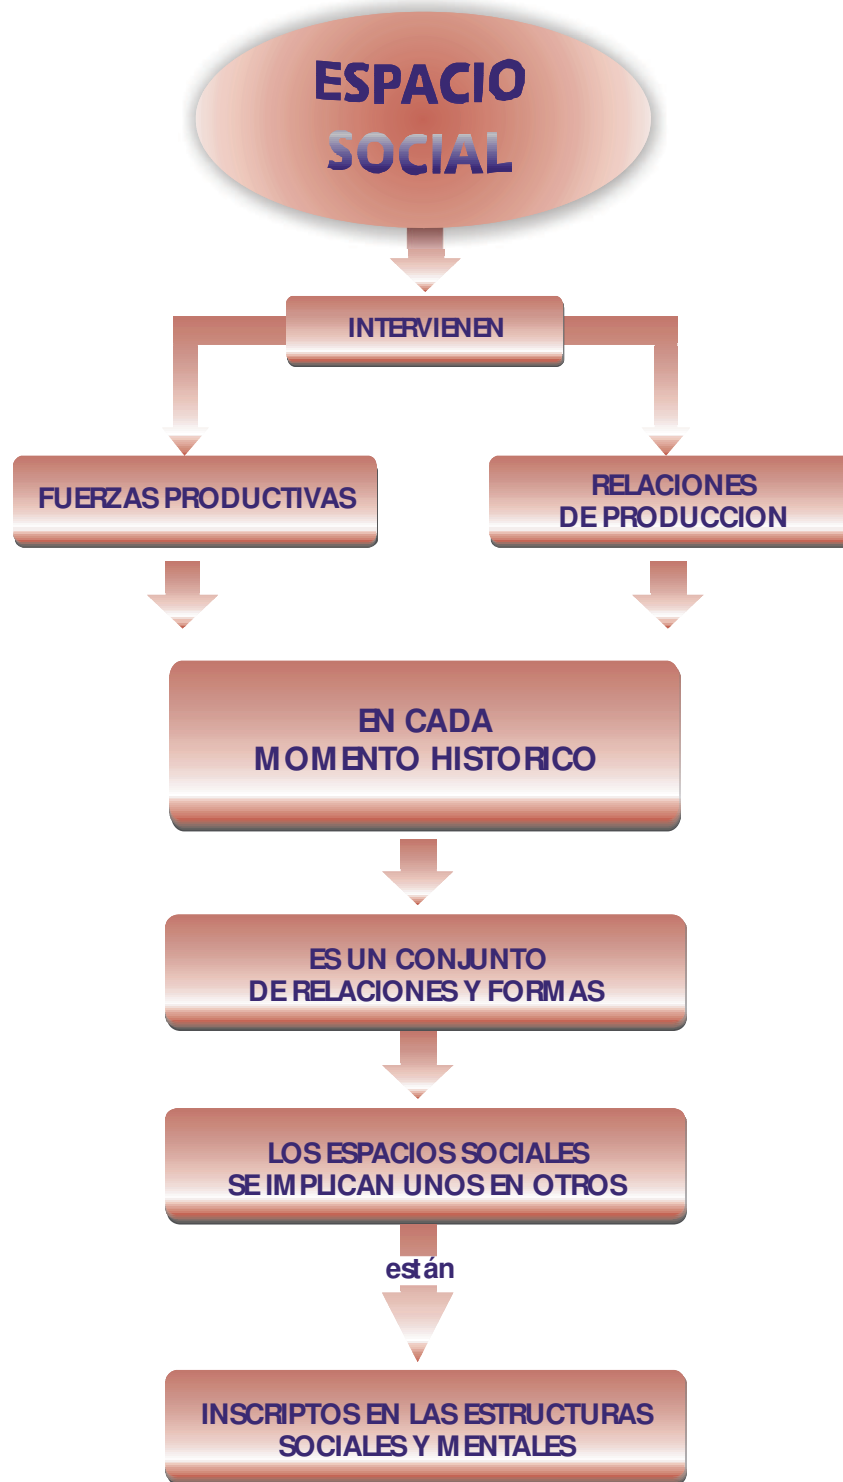 ESPACIO
SOCIAL
INTERVIENEN
FUERZAS PRODUCTIVAS
RELACIONES
DE PRODUCCION
EN CADA
MOMENTO HISTORICO
ES UN CONJUNTO
DE RELACIONES Y FORMAS
LOS ESPACIOS SOCIALES
SE IMPLICAN UNOS EN OTROS
están
INSCRIPTOS EN LAS ESTRUCTURAS
SOCIALES Y MENTALES